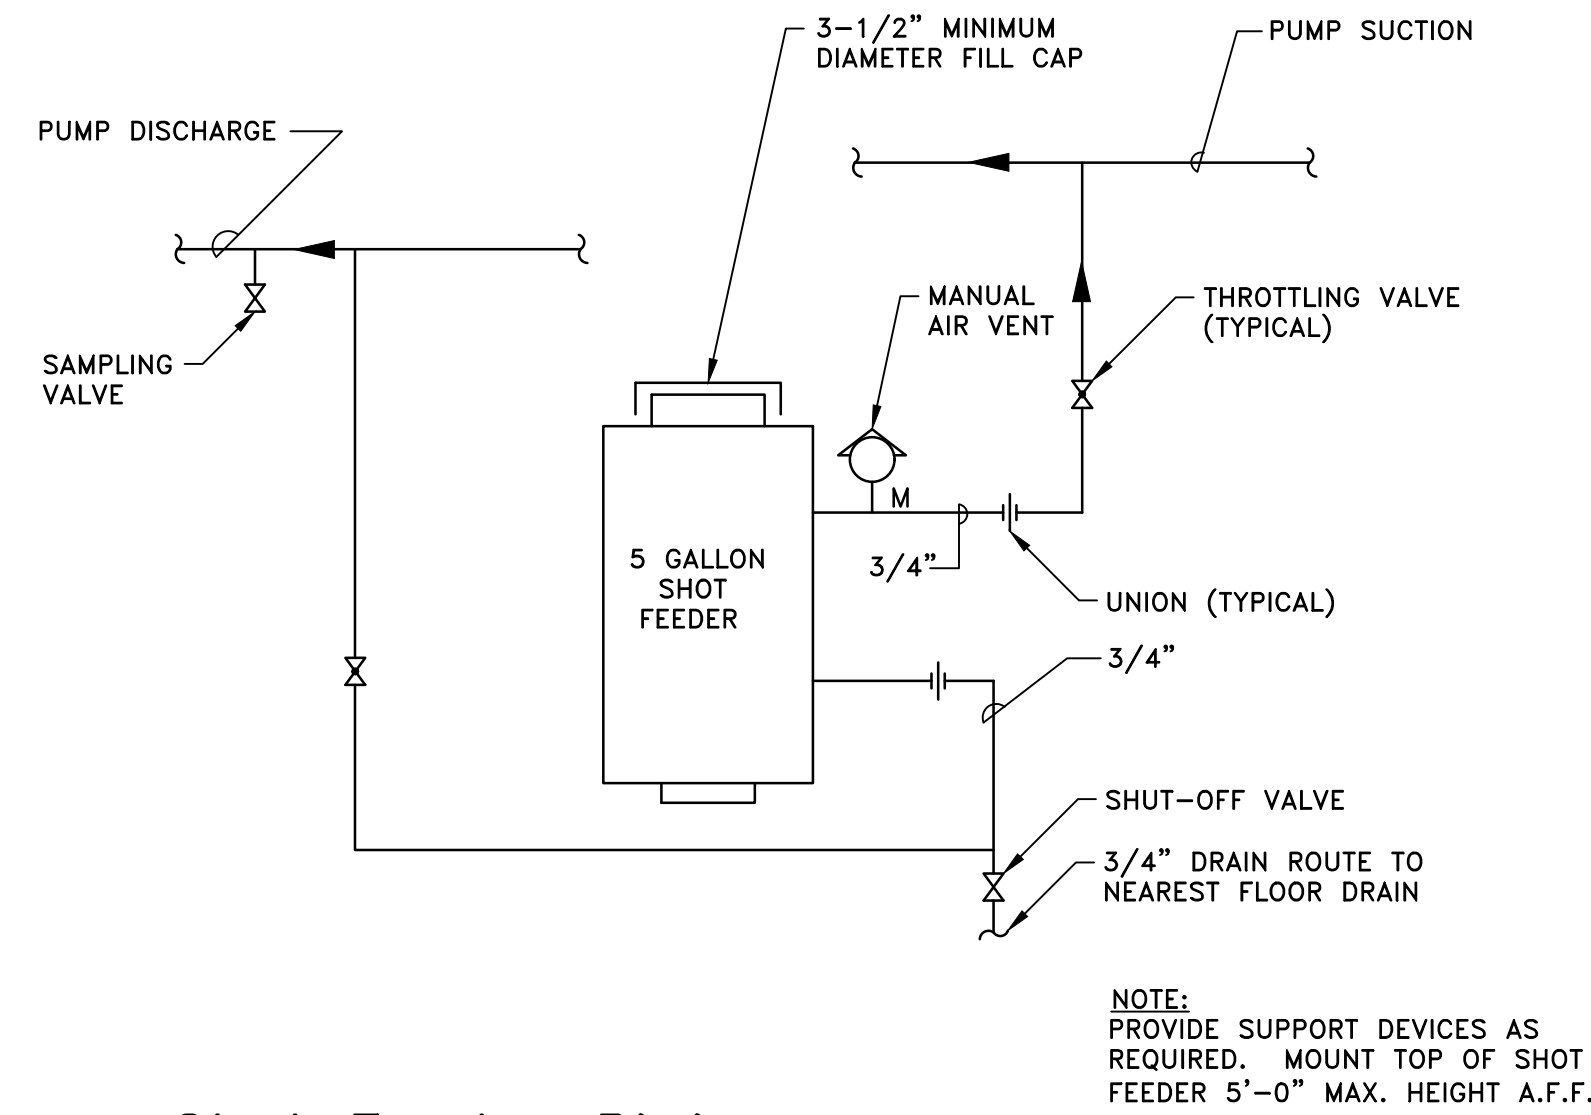 3-1/2" MINIMUM
DIAMETER FILL CAP
PUMP SUCTION
PUMP DISCHARGE
MANUAL
AIR VENT
THROTTLING VALVE
(TYPICAL)
SAMPLING
VALVE
M
5 GALLON
SHOT
FEEDER
3/4"
UNION (TYPICAL)
3/4"
SHUT-OFF VALVE
3/4" DRAIN ROUTE TO
NEAREST FLOOR DRAIN
NOTE:
PROVIDE SUPPORT DEVICES AS
REQUIRED. MOUNT TOP OF SHOT
FEEDER 5'-0" MAX. HEIGHT A.F.F.